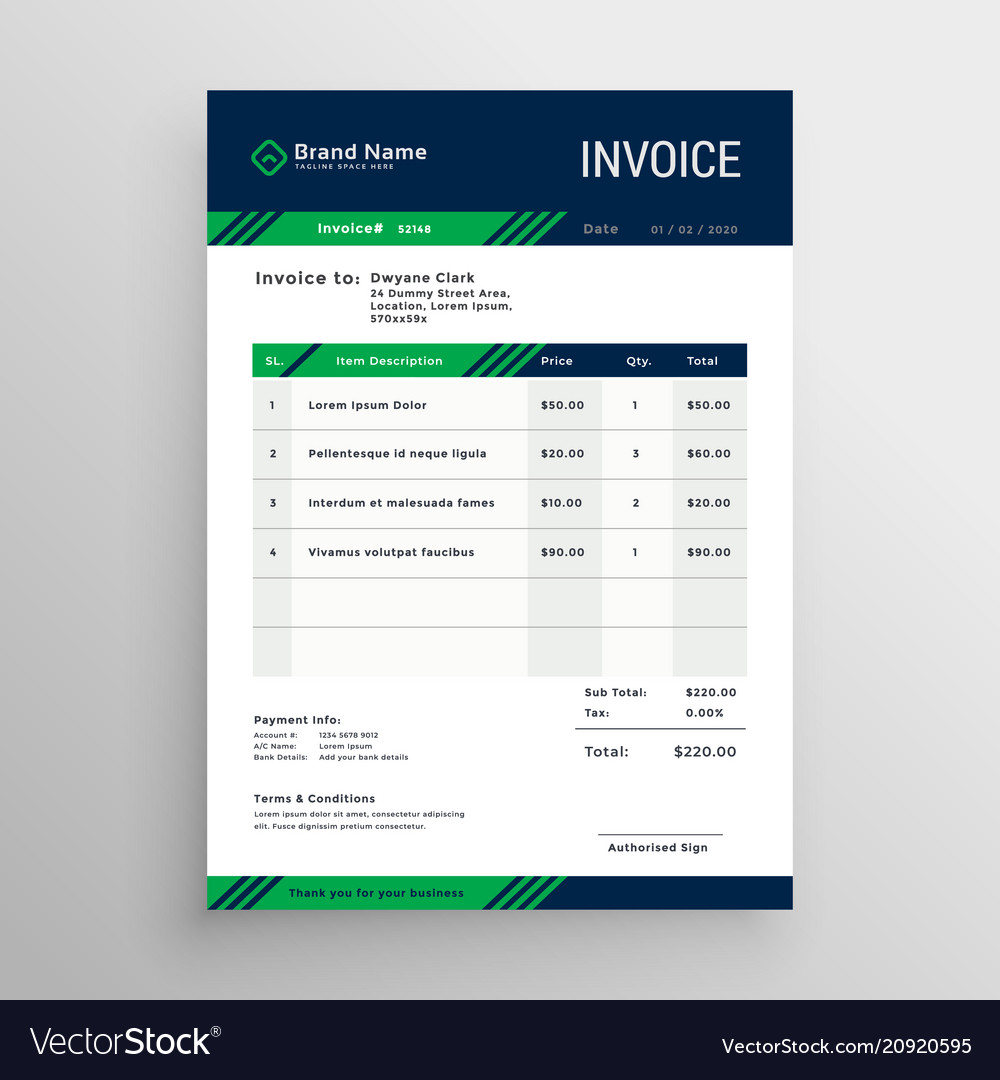 Brand Name
TAGLINE SPACE HERE
INVOICE
Invoice# 52148
Date 01 / 02 / 2020
Invoice to: Dwyane Clark
24 Dummy Street Area,
Location, Lorem Ipsum,
570xx59x
SL. Item Description Price Qty. Total
1 Lorem Ipsum Dolor $50.00 1 $50.00
2 Pellentesque id neque ligula $20.00 3 $60.00
3 Interdum et malesuada fames $10.00 2 $20.00
4 Vivamus volutpat faucibus $90.00 1 $90.00
Sub Total: $220.00
Tax: 0.00%
Total: $220.00
Payment Info:
Account #: 1234 5678 9012
A/C Name: Lorem Ipsum
Bank Details: Add your bank details
Terms & Conditions
Lorem ipsum dolor sit amet, consectetur adipiscing
elit. Fusce dignissim pretium consectetur.
Authorised Sign
Thank you for your business
VectorStock®
VectorStock.com/20920595